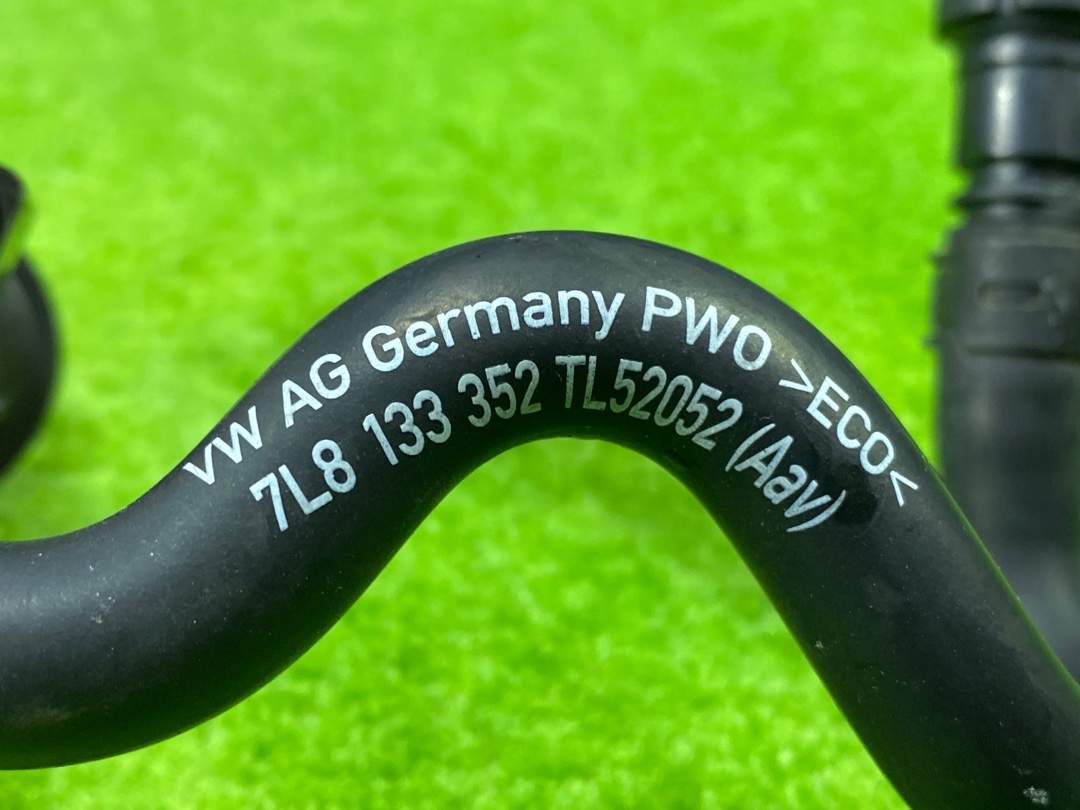 VW AG Germany PWO >ECO<
7L8 133 352 TL52052 (Aav)